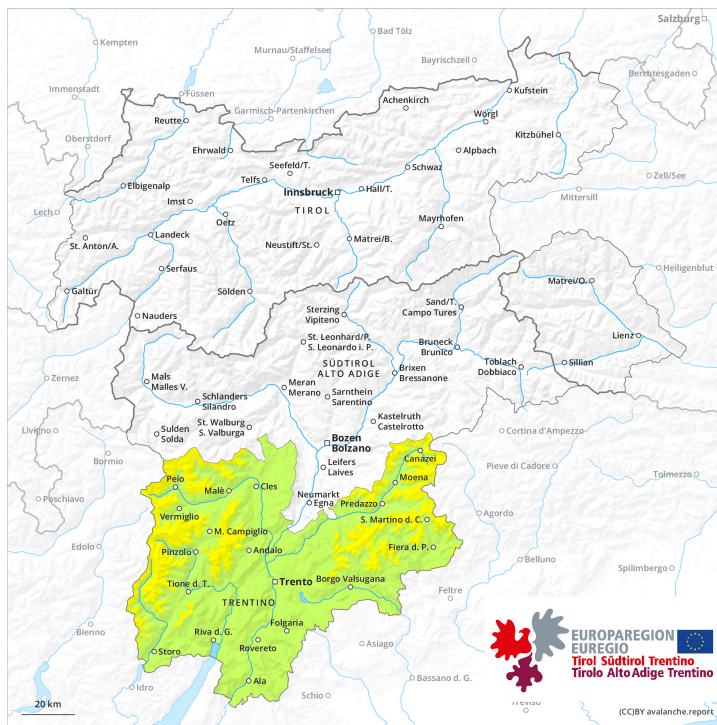 Salzburg
Kempten
Bad Tölz
Murnau/Staffelsee
Bayrischzell
Berchtesgaden
Immenstadt
Füssen
Garmisch-Partenkirchen
Achenkirch
Kufstein
Reutte
Wörgl
Oberstdorf
Ehrwald
Kitzbühel
Alpbach
Seefeld/T.
Schwaz
Zell/See
Telfs
Elbigenalp
Innsbruck
Hall/T.
Mittersill
Imst
TIROL
Lech
Oetz
Mayrhofen
St. Anton/A.
Landeck
Neustift/St.
Matrei/B.
Serfaus
Heiligenblut
Galtür
Sölden
Matrei/O.
Nauders
Sterzing
Vipiteno
Sand/T.
Campo Tures
Lienz
St. Leonhard/P.
S. Leonardo i. P.
Bruneck
Brunico
SÜDTIROL
ALTO ADIGE
Toblach
Dobbiaco
Sillian
Brixen
Bressanone
Zernez
Mals
Malles V.
Meran
Merano
Schlanders
Silandro
Sarnthein
Sarentino
St. Walburg
S. Valburga
Kastelruth
Castelrotto
Livigno
Sulden
Solda
Cortina d'Ampezzo
Bozen
Bolzano
Canazei
Bormio
Pieve di Cadore
Leifers
Laives
Tolmezzo
Peio
Malè
Cles
Moena
Poschiavo
Neumarkt
Egna
Predazzo
Vermiglio
Agordo
S. Martino d. C.
M. Campiglio
Edolo
Pinzolo
Andalo
Fiera d. P.
Belluno
Spilimbergo
Trento
Borgo Valsugana
Tione d. T.
Feltre
TRENTINO
Folgaria
Bienno
Riva d. G.
Rovereto
Asiago
Storo
Bassano d. G.
Ala
Idro
Schio
Treviso
EUROPAREGION
EUREGIO
Tirol Südtirol Trentino
Tirolo Alto Adige Trentino
20 km
(CC)BY avalanche.report